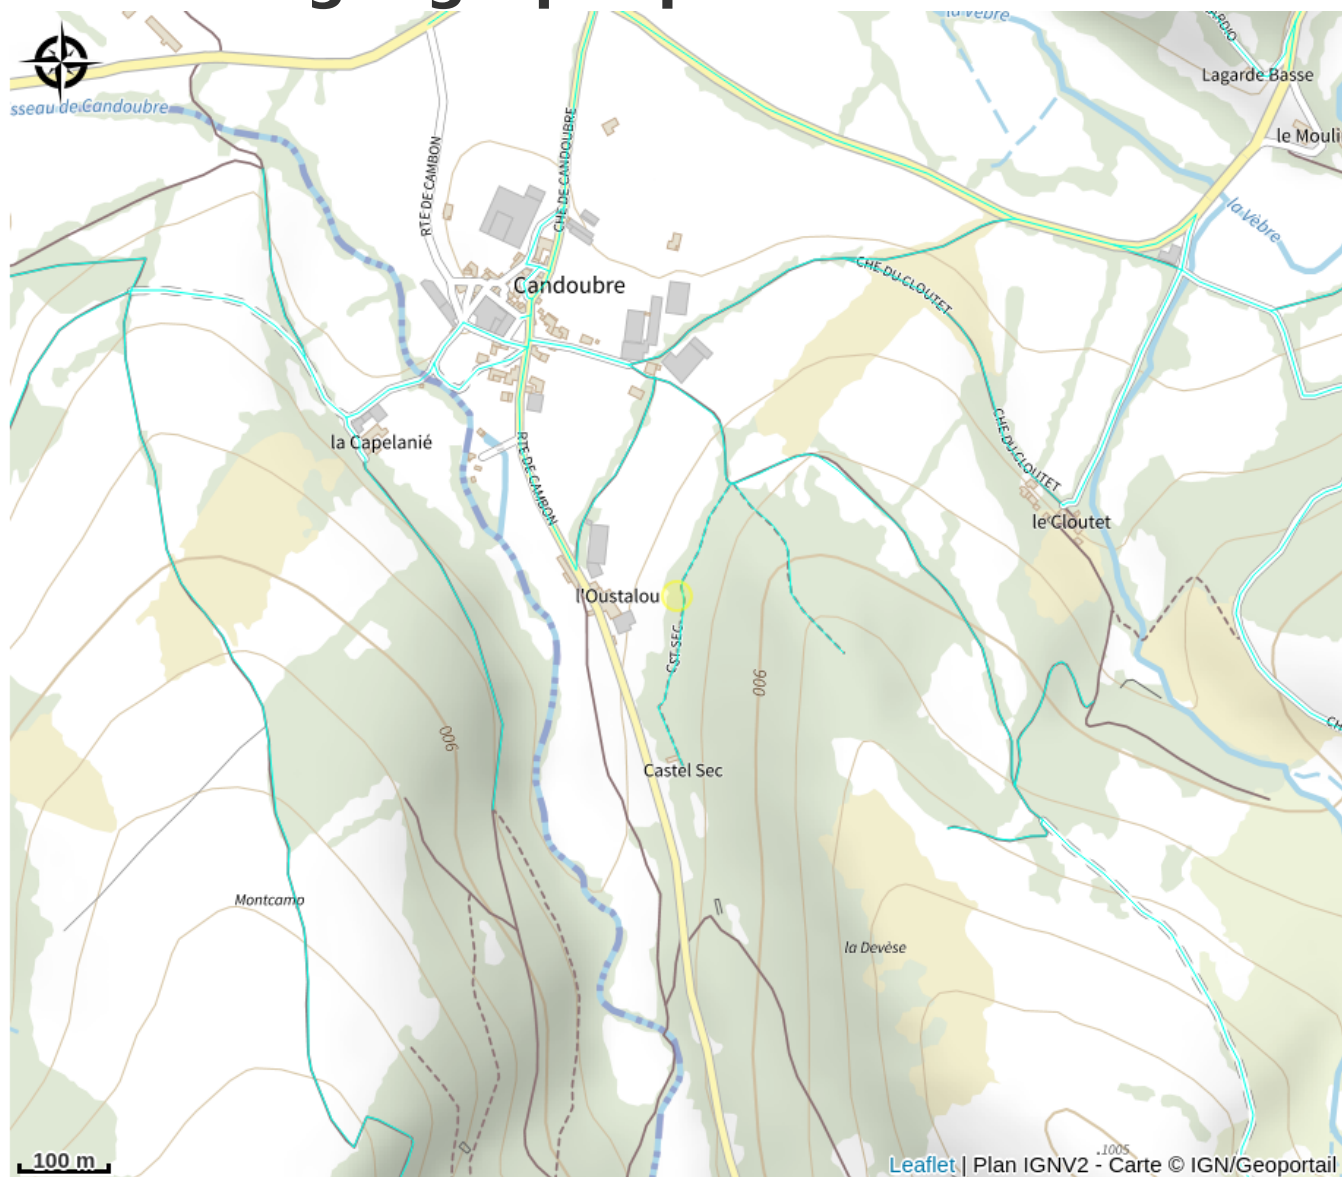 la Vèbre
Lagarde Basse
sseau de Candoubre
le Mouli
RTE DE CAMBON
CHE DE CANDOUBRE
la Vèbre
CHE DU CLOUTET
Candoubre
la Capelanié
CHE DU CLOUTET
RTE DE CAMBON
le Cloutet
l'Oustalou
CST SEC
900
900
Castel Sec
Montcamp
la Devèse
.1005
100 m
Leaflet | Plan IGNV2 - Carte © IGN/Geoportail